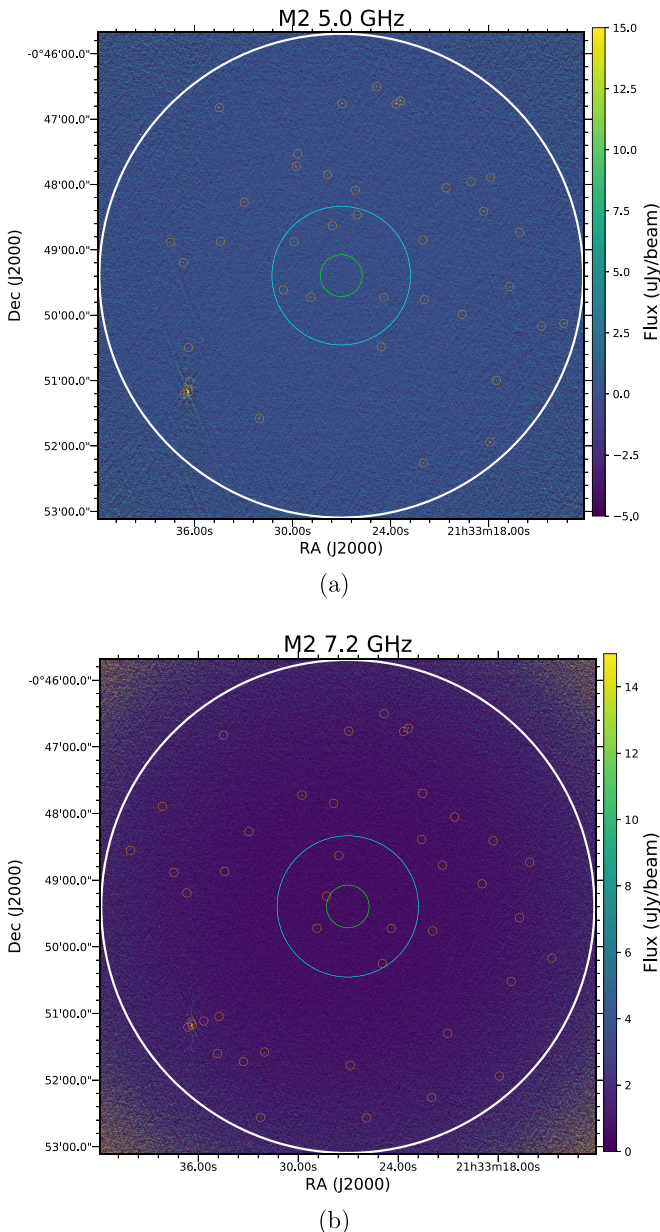 M2 5.0 GHz
-0°46'00.0"
47'00.0"
48'00.0"
49'00.0"
50'00.0"
51'00.0"
52'00.0"
53'00.0"
Dec (J2000)
36.00s 30.00s 24.00s 21h33m18.00s
RA (J2000)
15.0
12.5
10.0
7.5
5.0
2.5
0.0
−2.5
−5.0
Flux (uJy/beam)
(a)
M2 7.2 GHz
-0°46'00.0"
47'00.0"
48'00.0"
49'00.0"
50'00.0"
51'00.0"
52'00.0"
53'00.0"
Dec (J2000)
36.00s 30.00s 24.00s 21h33m18.00s
RA (J2000)
14
12
10
8
6
4
2
0
Flux (uJy/beam)
(b)